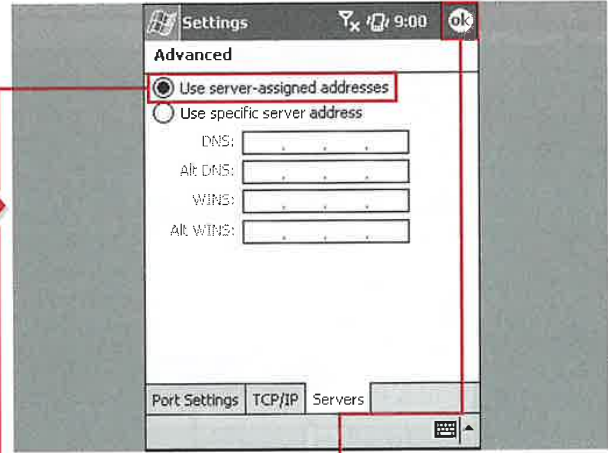 Settings 9:00 ok
Advanced
Use server-assigned addresses
Use specific server address
DNS:
Alt DNS:
WINS:
Alt WINS:
Port Settings TCP/IP Servers